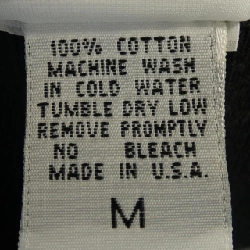 100% COTTON
MACHINE WASH
IN COLD WATER
TUMBLE DRY LOW
REMOVE PROMPTLY
NO BLEACH
MADE IN U.S.A.
M